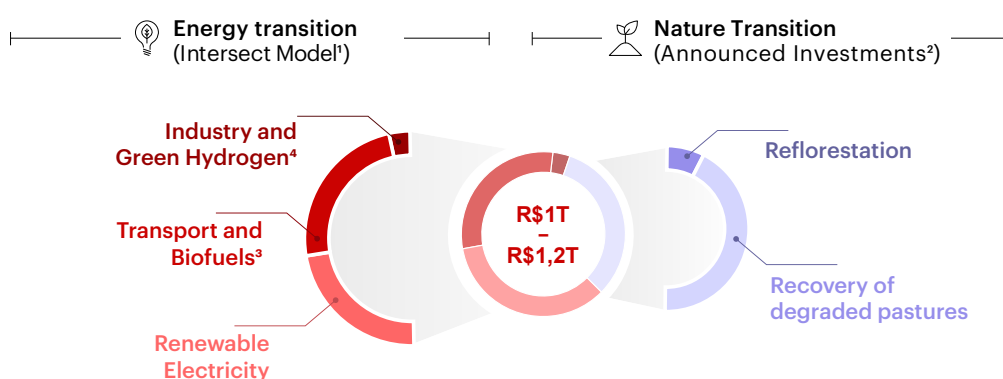 Energy transition
(Intersect Model¹)
Nature Transition
(Announced Investments²)
Industry and
Green Hydrogen⁴
Transport and
Biofuels³
Renewable
Electricity
R$1T
–
R$1,2T
Reflorestation
Recovery of
degraded pastures